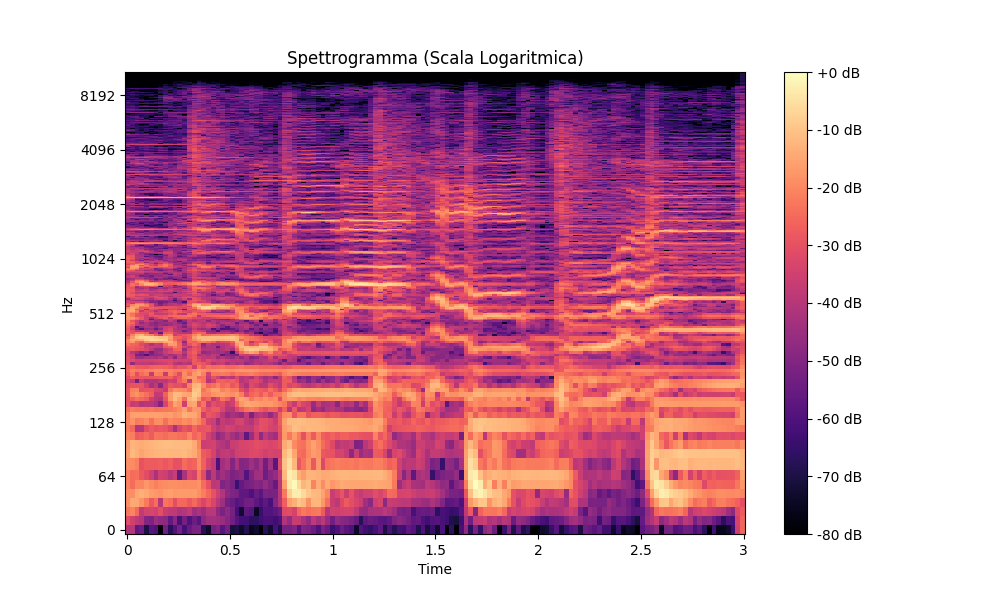 Spettrogramma (Scala Logaritmica)
8192
4096
2048
1024
512
256
128
64
0
Hz
0
0.5
1
1.5
2
2.5
3
Time
+0 dB
-10 dB
-20 dB
-30 dB
-40 dB
-50 dB
-60 dB
-70 dB
-80 dB